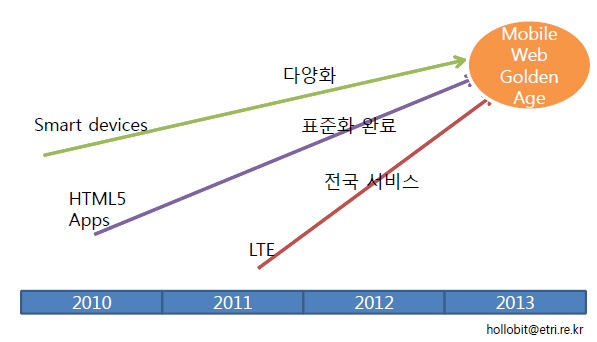 Mobile
Web
Golden
Age
다양화
Smart devices
표준화 완료
전국 서비스
HTML5
Apps
LTE
2010
2011
2012
2013
hollobit@etri.re.kr